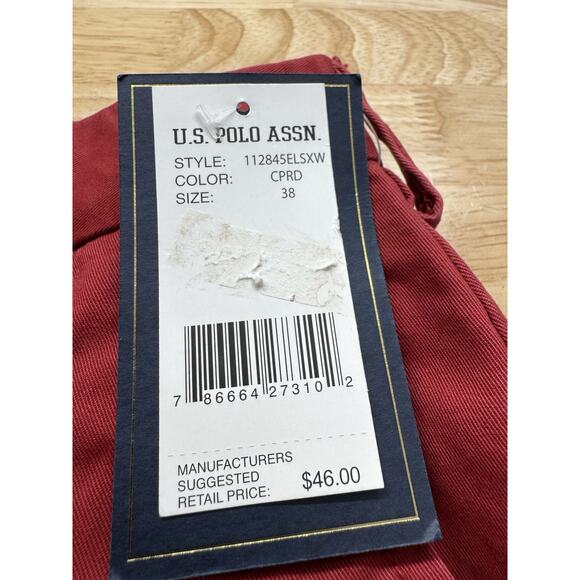 U.S. POLO ASSN.
STYLE: 112845ELSXW
COLOR: CPRD
SIZE: 38
7 86664 27310 2
MANUFACTURERS
SUGGESTED
RETAIL PRICE: $46.00